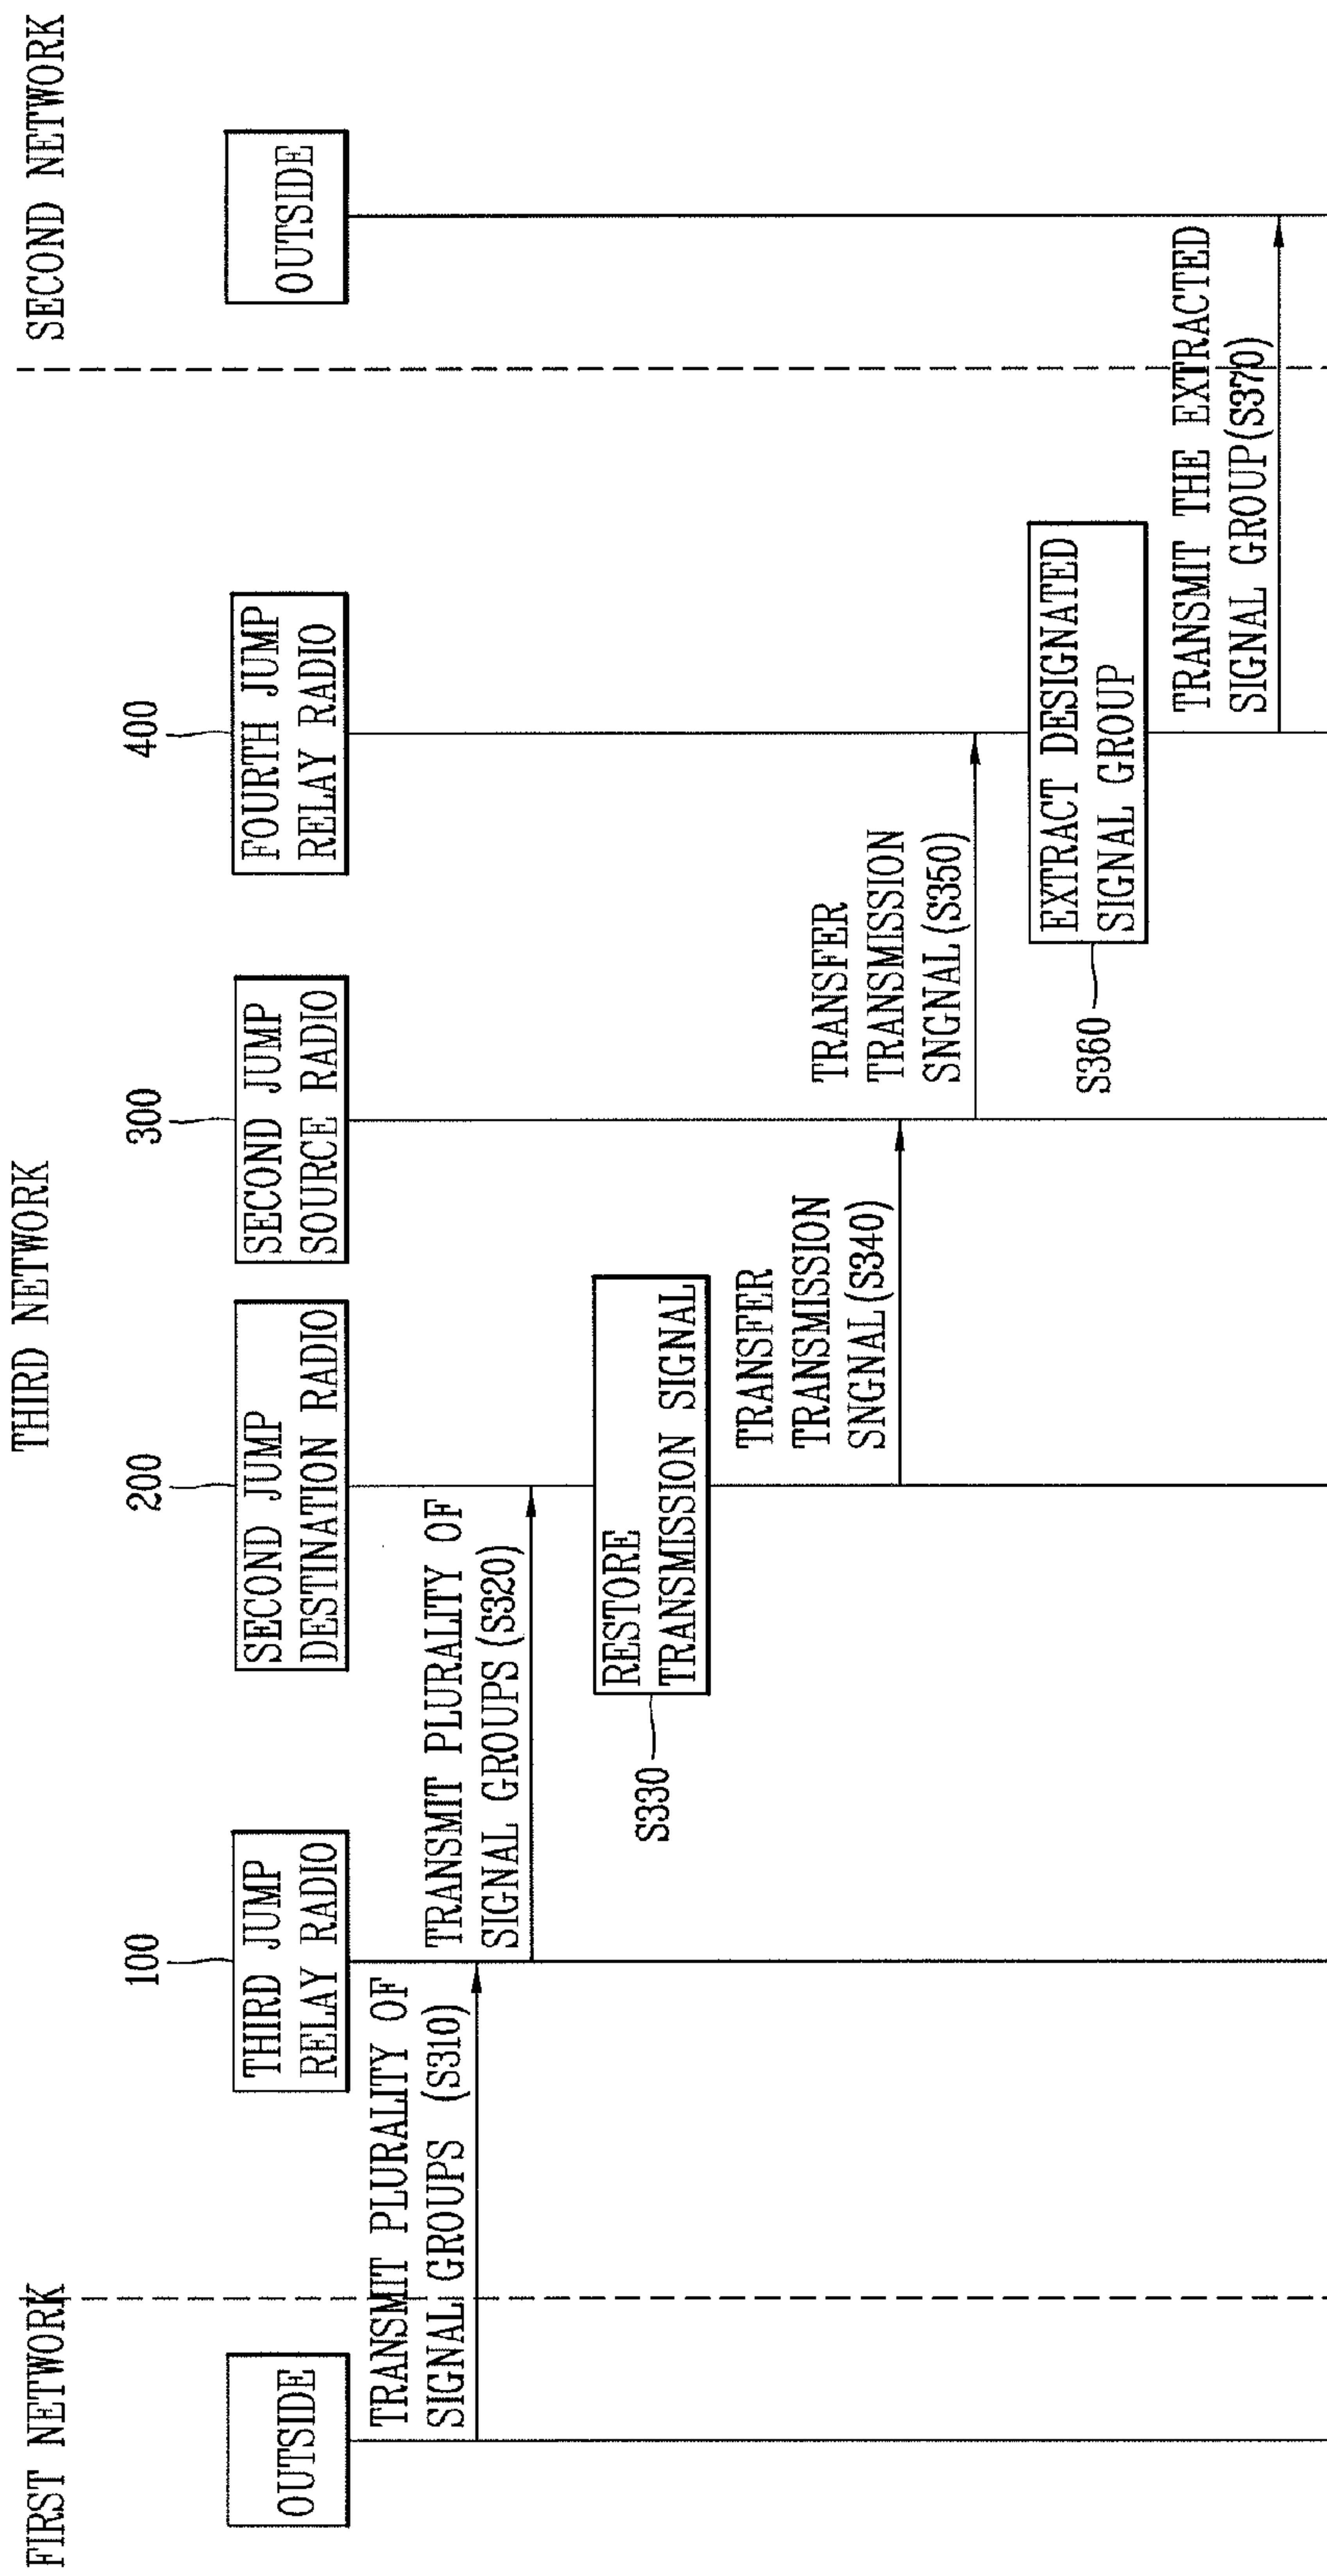 FIRST NETWORK
THIRD NETWORK
SECOND NETWORK
100
200
300
400
OUTSIDE
THIRD JUMP
RELAY RADIO
SECOND JUMP
DESTINATION RADIO
SECOND JUMP
SOURCE RADIO
FOURTH JUMP
RELAY RADIO
OUTSIDE
TRANSMIT PLURALITY OF
SIGNAL GROUPS (S310)
TRANSMIT PLURALITY OF
SIGNAL GROUPS (S320)
S330
RESTORE
TRANSMISSION SIGNAL
TRANSFER
TRANSMISSION
SNGNAL(S340)
TRANSFER
TRANSMISSION
SNGNAL(S350)
S360
EXTRACT DESIGNATED
SIGNAL GROUP
TRANSMIT THE EXTRACTED
SIGNAL GROUP(S370)